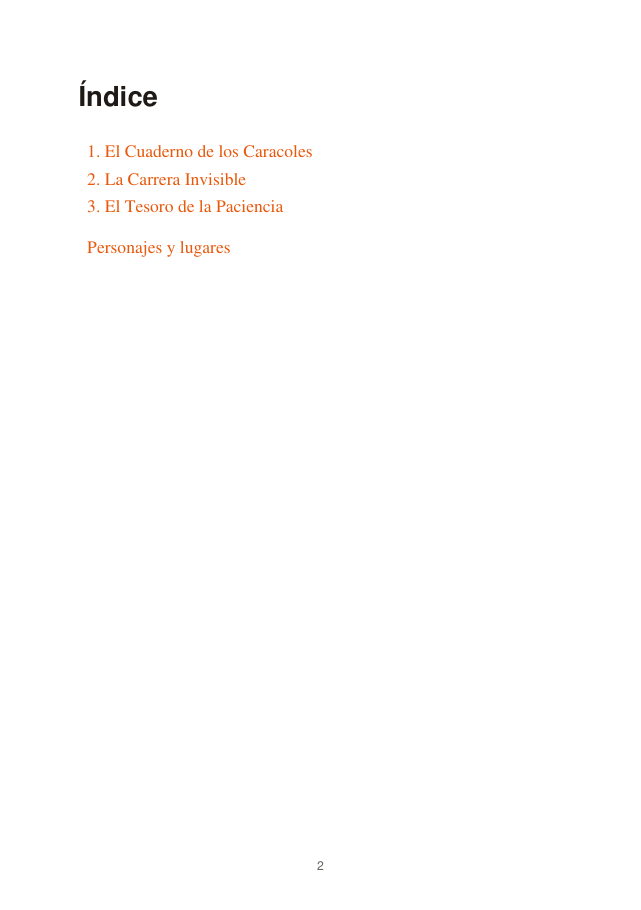 Índice
1. El Cuaderno de los Caracoles
2. La Carrera Invisible
3. El Tesoro de la Paciencia
Personajes y lugares
2